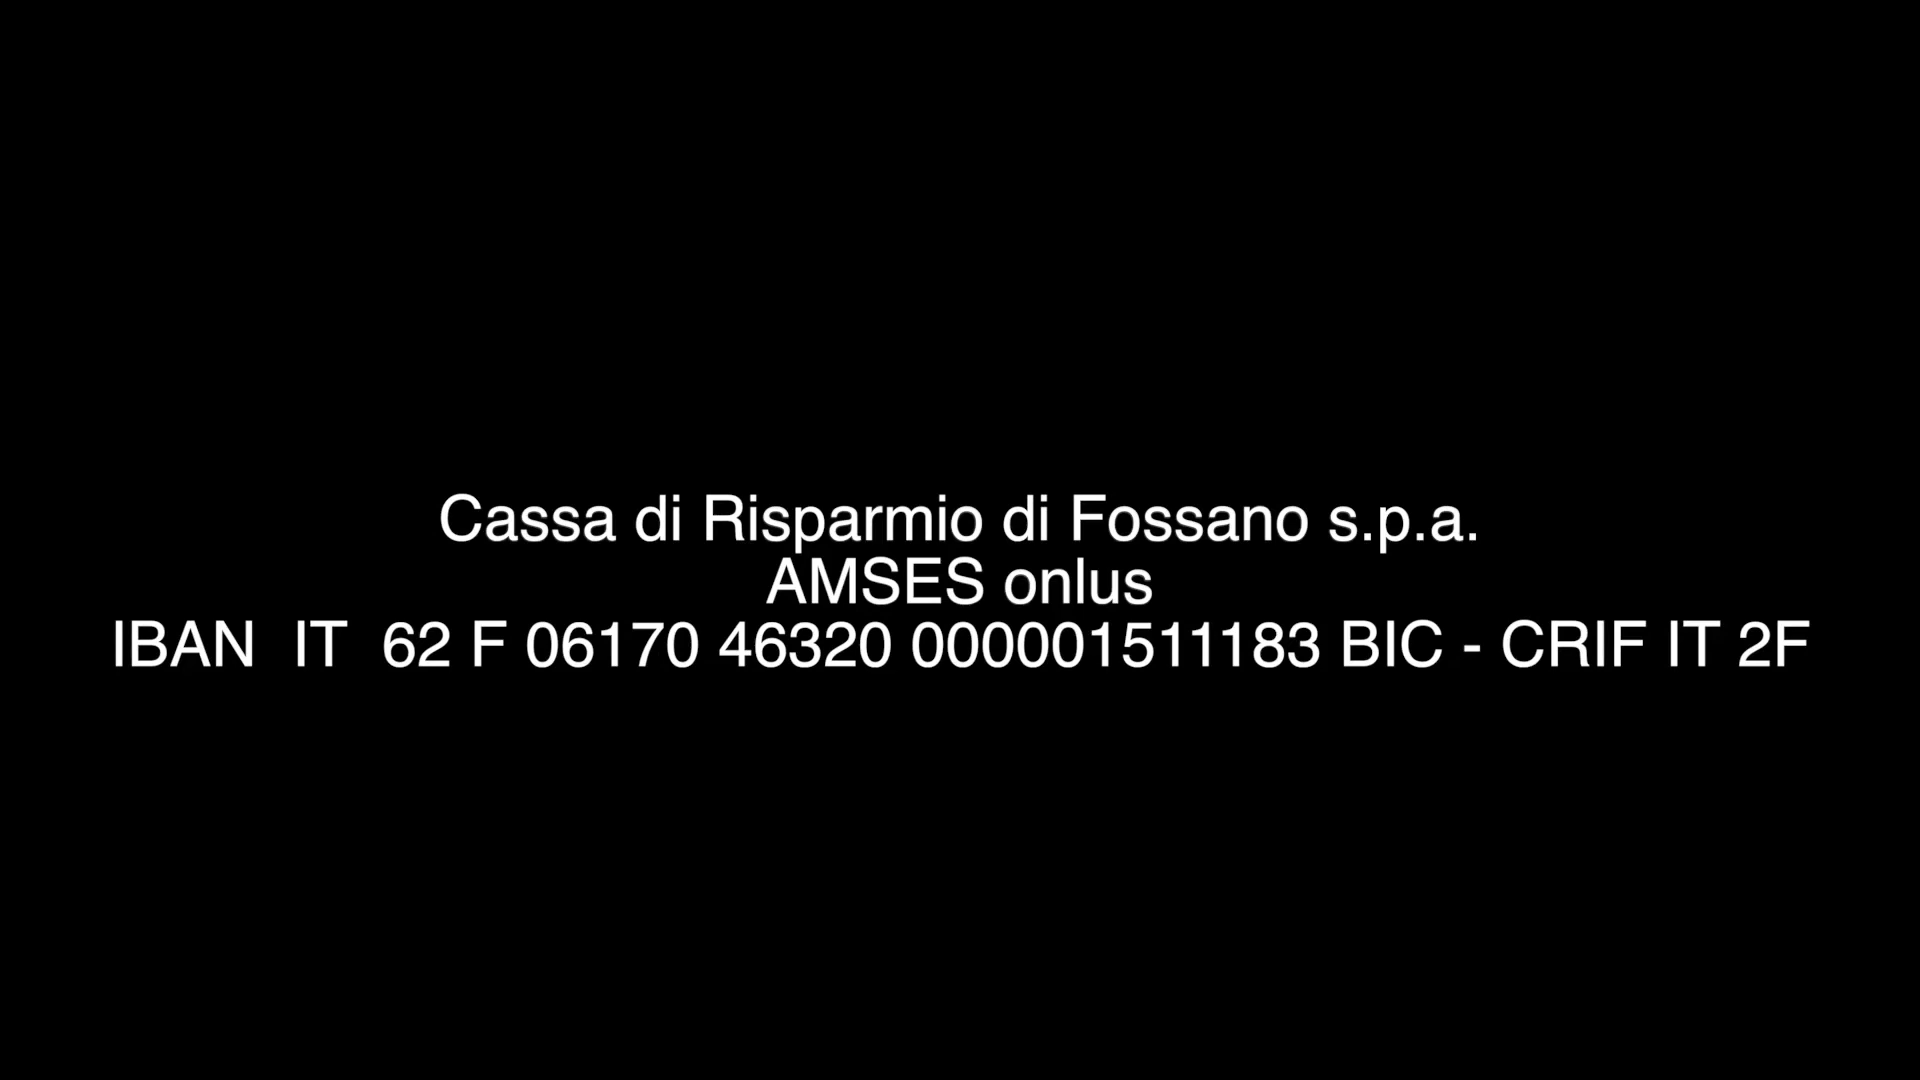 Cassa di Risparmio di Fossano s.p.a.
AMSES onlus
IBAN  IT  62 F 06170 46320 000001511183 BIC - CRIF IT 2F